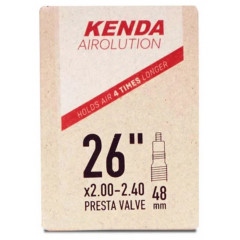 KENDA
AIROLUTION
HOLDS AIR 4 TIMES LONGER
26"
x2.00-2.40
PRESTA VALVE
48
mm